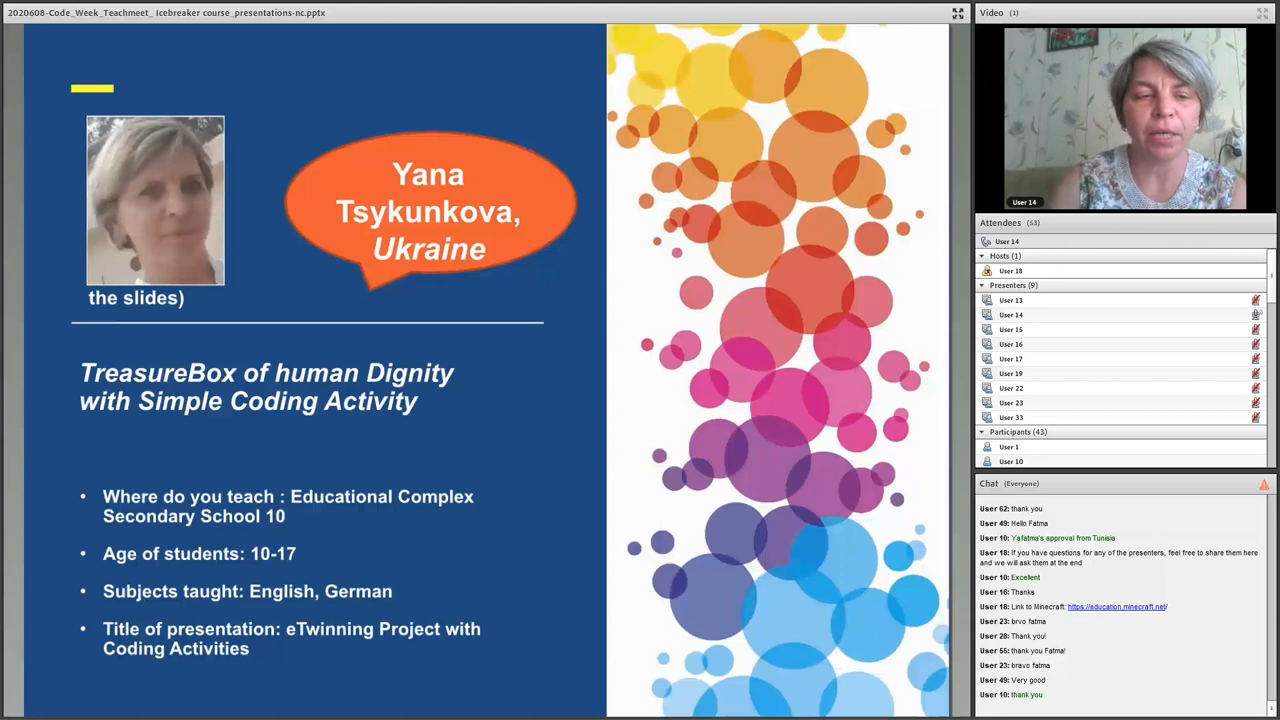 2020608-Code_Week_Teachmeet_ Icebreaker course_presentations-nc.pptx
Yana
Tsykunkova,
Ukraine
the slides)
TreasureBox of human Dignity
with Simple Coding Activity
• Where do you teach : Educational Complex
Secondary School 10
• Age of students: 10-17
• Subjects taught: English, German
• Title of presentation: eTwinning Project with
Coding Activities
Video (1)
User 14
Attendees (53)
User 14
Hosts (1)
User 18
Presenters (9)
User 13
User 14
User 15
User 16
User 17
User 19
User 22
User 23
User 33
Participants (43)
User 1
User 10
Chat (Everyone)
User 62: thank you
User 49: Hello Fatma
User 10: Yafatma's approval from Tunisia
User 18: If you have questions for any of the presenters, feel free to share them here
and we will ask them at the end
User 10: Excellent
User 16: Thanks
User 18: Link to Minecraft: https://education.minecraft.net/
User 23: brvo fatma
User 28: Thank you!
User 55: thank you Fatma!
User 23: bravo fatma
User 49: Very good
User 10: thank you